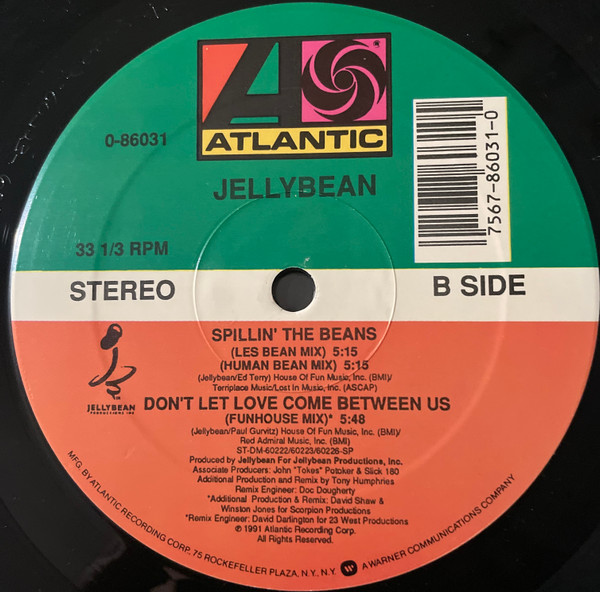 ATLANTIC
0-86031
JELLYBEAN
7567-86031-0
33 1/3 RPM
STEREO
B SIDE
SPILLIN' THE BEANS
(LES BEAN MIX) 5:15
(HUMAN BEAN MIX) 5:15
(Jellybean/Ed Terry) House Of Fun Music, Inc. (BMI)/
Terriplace Music/Lost In Music, Inc. (ASCAP)
JELLYBEAN
PRODUCTIONS INC
DON'T LET LOVE COME BETWEEN US
(FUNHOUSE MIX)* 5:48
(Jellybean/Paul Gurvitz) House Of Fun Music, Inc. (BMI)/
Red Admiral Music, Inc. (BMI)
ST-DM-60222/60223/60226-SP
Produced by Jellybean For Jellybean Productions, Inc.
Associate Producers: John "Tokes" Potoker & Slick 180
Additional Production and Remix by Tony Humphries
Remix Engineer: Doc Dougherty
*Additional Production & Remix: David Shaw &
Winston Jones for Scorpion Productions
*Remix Engineer: David Darlington for 23 West Productions
℗ 1991 Atlantic Recording Corp.
All Rights Reserved.
MFG. BY ATLANTIC RECORDING CORP. 75 ROCKEFELLER PLAZA, N.Y., N.Y. A WARNER COMMUNICATIONS COMPANY